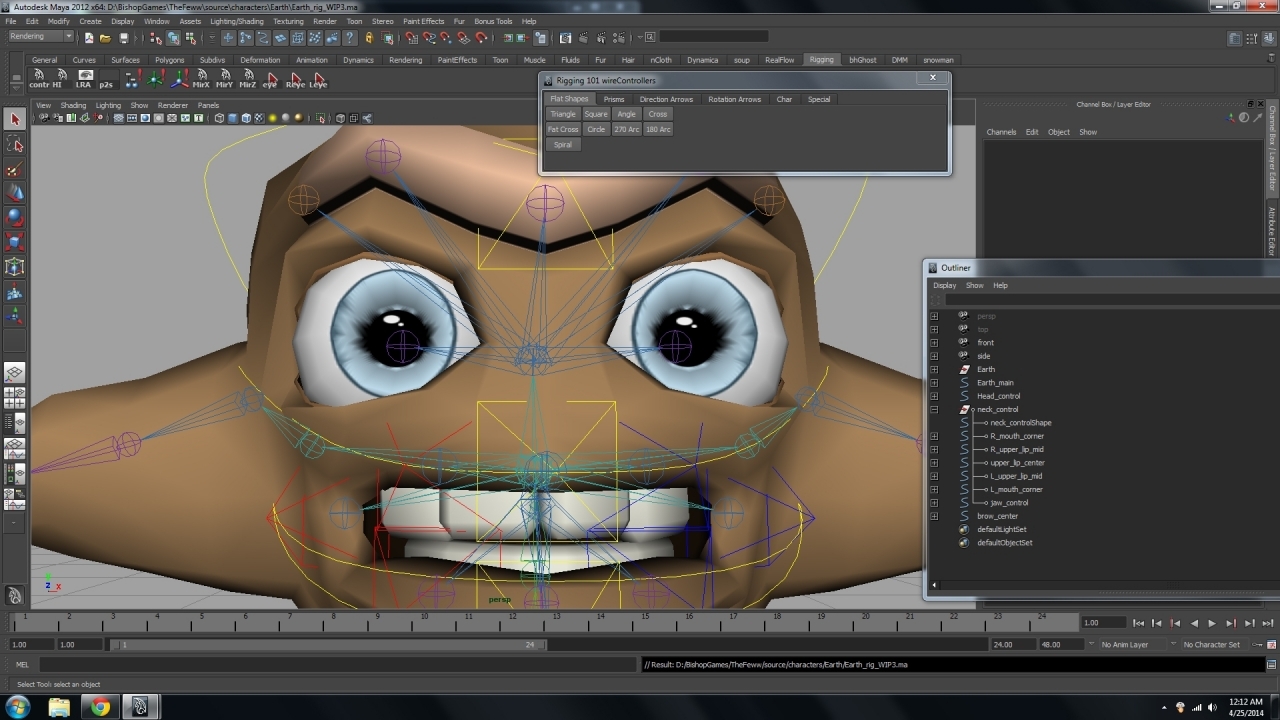 Autodesk Maya 2012 x64: D:\BishopGames\TheFeww\source\characters\Earth\Earth_rig_WIP3.ma
File Edit Modify Create Display Window Assets Lighting/Shading Texturing Render Toon Stereo Paint Effects Fur Bonus Tools Help
Rendering
General Curves Surfaces Polygons Subdivs Deformation Animation Dynamics Rendering PaintEffects Toon Muscle Fluids Fur Hair nCloth Dynamica soup RealFlow Rigging bhGhost DMM snowman
contr HI LRA p2s MirX MirY MirZ eye Reye Leye
View Shading Lighting Show Renderer Panels
Rigging 101 wireControllers
Flat Shapes Prisms Direction Arrows Rotation Arrows Char Special
Triangle Square Angle Cross
Fat Cross Circle 270 Arc 180 Arc
Spiral
Channel Box / Layer Editor
Channels Edit Object Show
Channel Box / Layer Editor
Attribute Editor
Outliner
Display Show Help
persp
top
front
side
Earth
Earth_main
Head_control
neck_control
neck_controlShape
R_mouth_corner
R_upper_lip_mid
upper_lip_center
L_upper_lip_mid
L_mouth_corner
jaw_control
brow_center
defaultLightSet
defaultObjectSet
z x
persp
1 2 3 4 5 6 7 8 9 10 11 12 13 14 15 16 17 18 19 20 21 22 23 24 1.00
1.00 1.00 1 24 24.00 48.00 No Anim Layer No Character Set
MEL // Result: D:/BishopGames/TheFeww/source/characters/Earth/Earth_rig_WIP3.ma
Select Tool: select an object
12:12 AM
4/25/2014